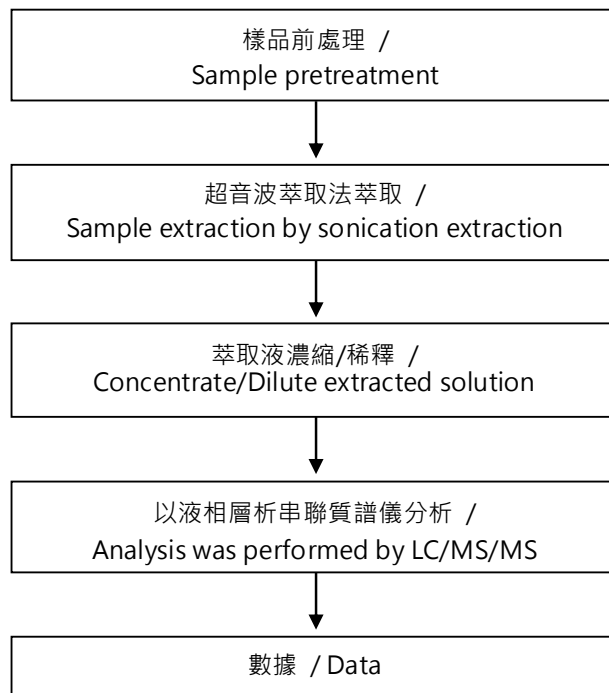 樣品前處理 /
Sample pretreatment
超音波萃取法萃取 /
Sample extraction by sonication extraction
萃取液濃縮/稀釋 /
Concentrate/Dilute extracted solution
以液相層析串聯質譜儀分析 /
Analysis was performed by LC/MS/MS
數據 / Data